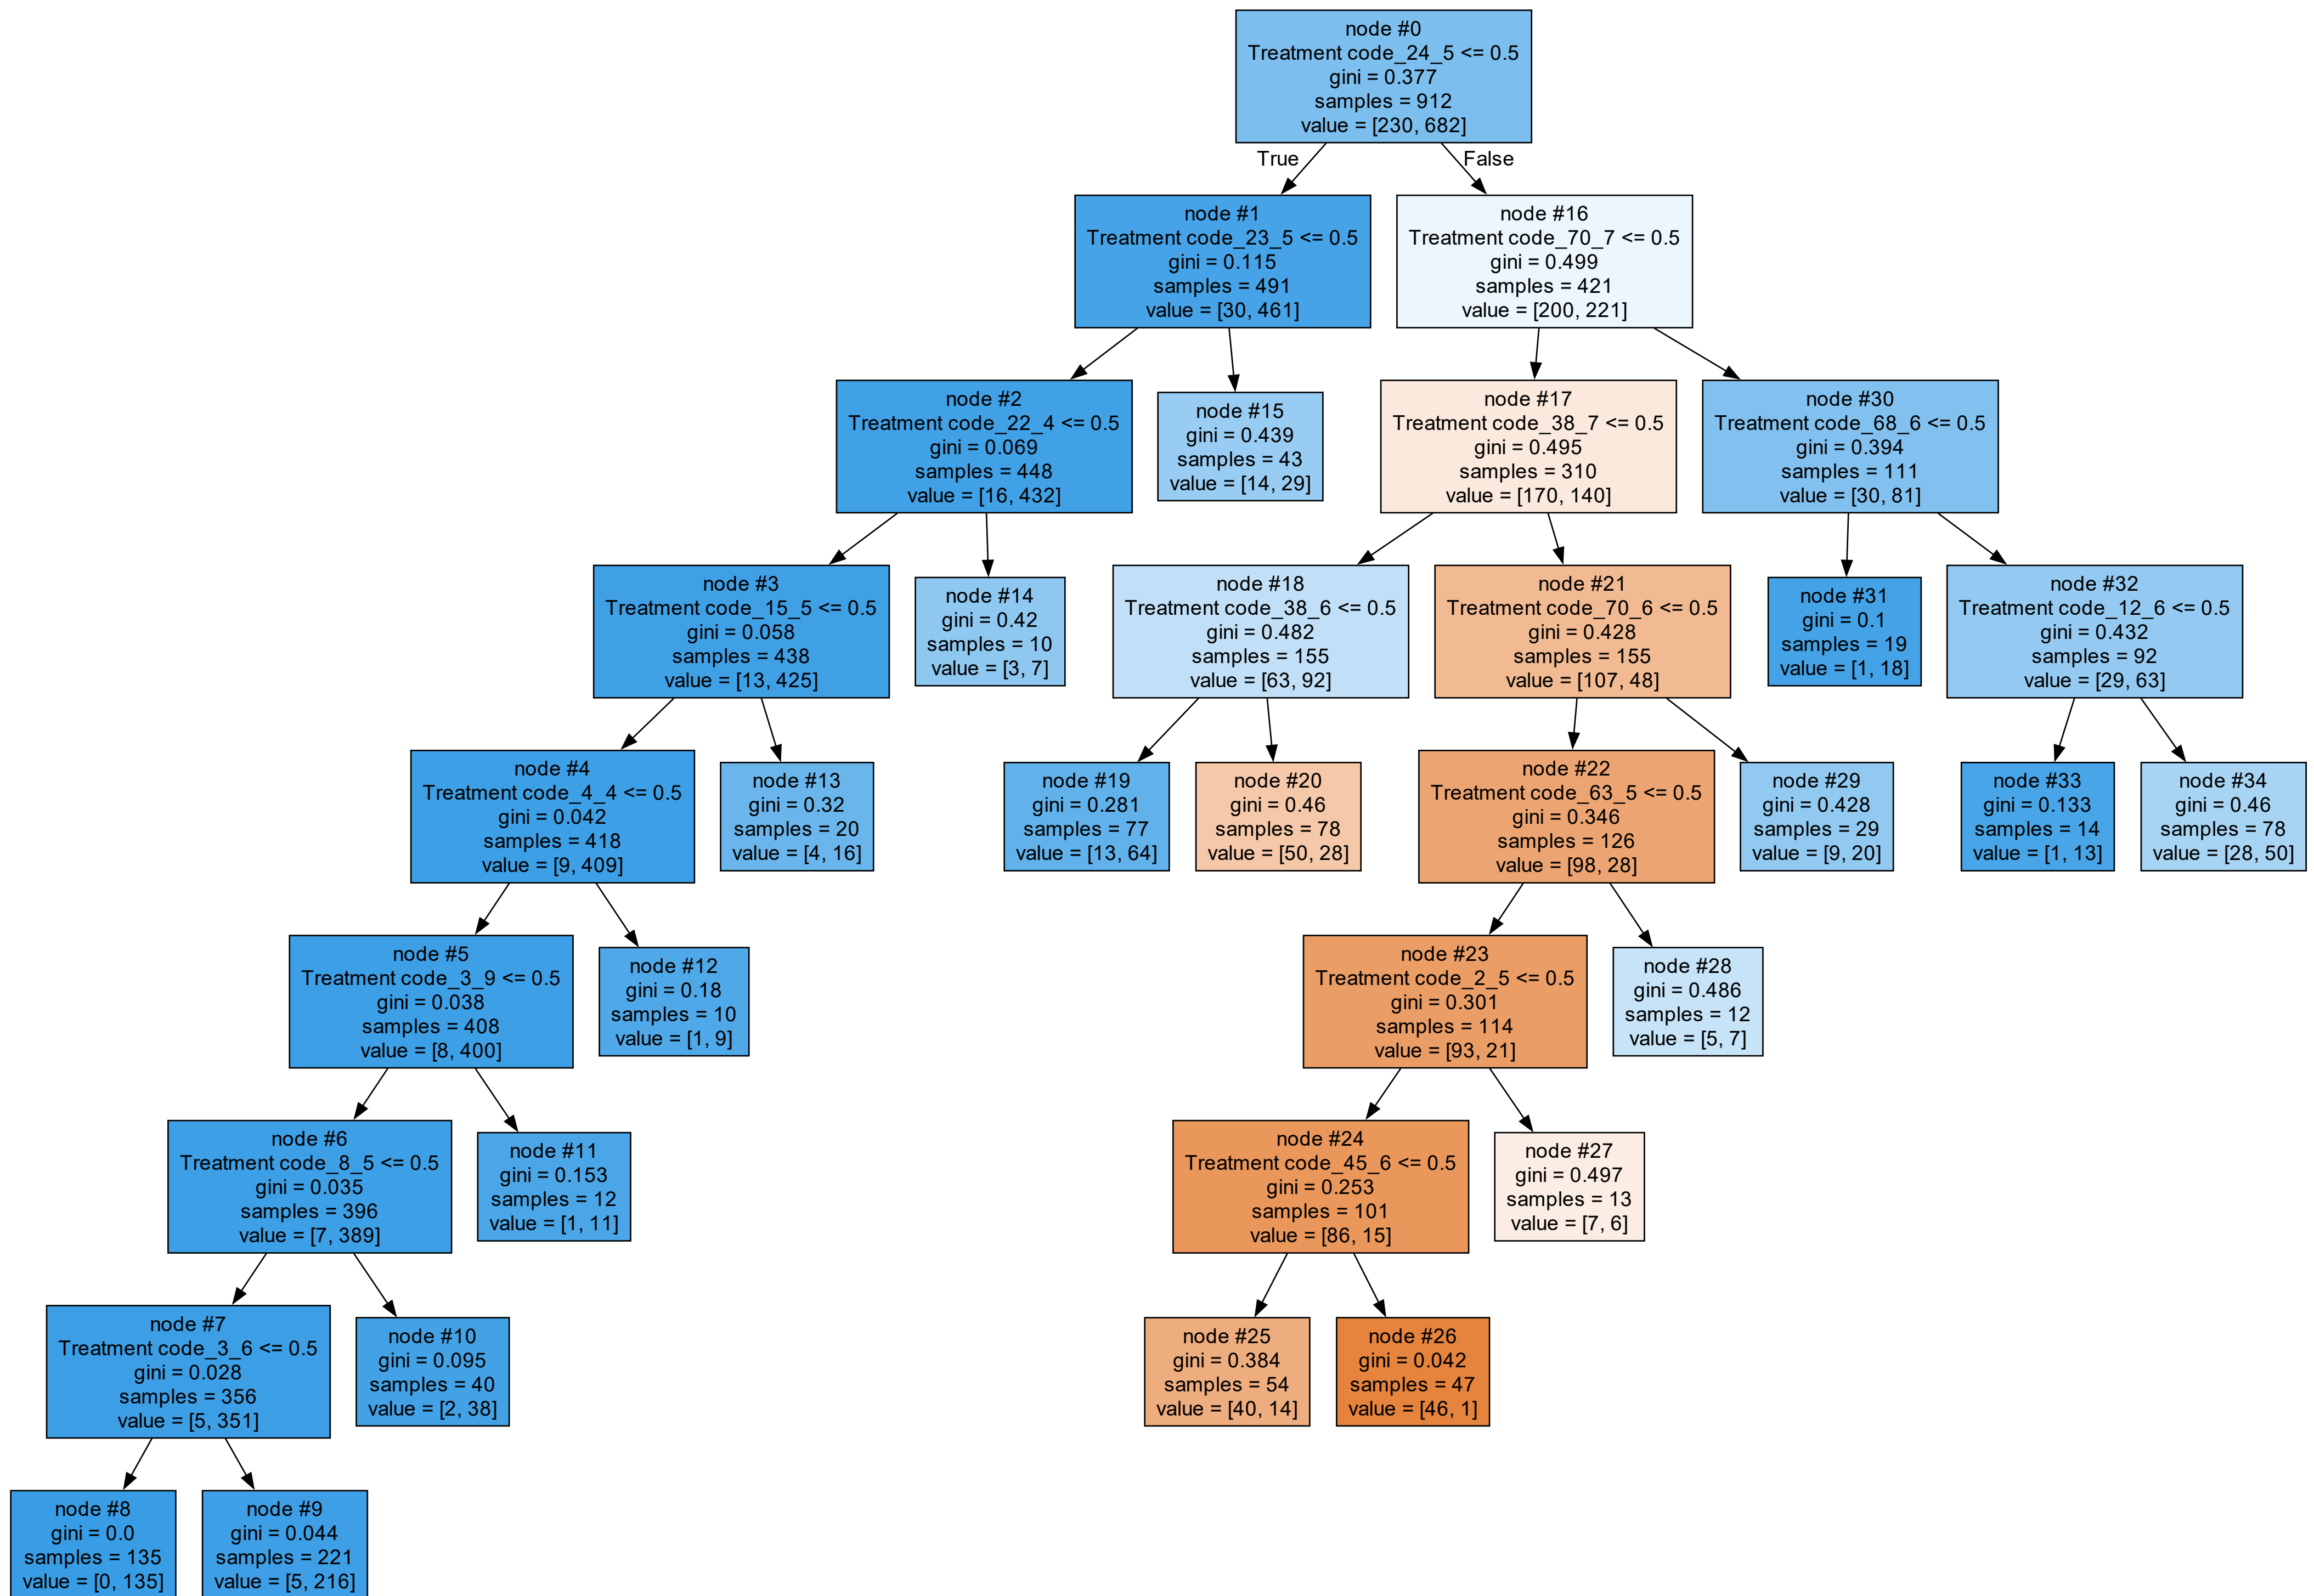 node #0
Treatment code_24_5 <= 0.5
gini = 0.377
samples = 912
value = [230, 682]
True
False
node #1
Treatment code_23_5 <= 0.5
gini = 0.115
samples = 491
value = [30, 461]
node #16
Treatment code_70_7 <= 0.5
gini = 0.499
samples = 421
value = [200, 221]
node #2
Treatment code_22_4 <= 0.5
gini = 0.069
samples = 448
value = [16, 432]
node #15
gini = 0.439
samples = 43
value = [14, 29]
node #17
Treatment code_38_7 <= 0.5
gini = 0.495
samples = 310
value = [170, 140]
node #30
Treatment code_68_6 <= 0.5
gini = 0.394
samples = 111
value = [30, 81]
node #3
Treatment code_15_5 <= 0.5
gini = 0.058
samples = 438
value = [13, 425]
node #14
gini = 0.42
samples = 10
value = [3, 7]
node #18
Treatment code_38_6 <= 0.5
gini = 0.482
samples = 155
value = [63, 92]
node #21
Treatment code_70_6 <= 0.5
gini = 0.428
samples = 155
value = [107, 48]
node #31
gini = 0.1
samples = 19
value = [1, 18]
node #32
Treatment code_12_6 <= 0.5
gini = 0.432
samples = 92
value = [29, 63]
node #4
Treatment code_4_4 <= 0.5
gini = 0.042
samples = 418
value = [9, 409]
node #13
gini = 0.32
samples = 20
value = [4, 16]
node #19
gini = 0.281
samples = 77
value = [13, 64]
node #20
gini = 0.46
samples = 78
value = [50, 28]
node #22
Treatment code_63_5 <= 0.5
gini = 0.346
samples = 126
value = [98, 28]
node #29
gini = 0.428
samples = 29
value = [9, 20]
node #33
gini = 0.133
samples = 14
value = [1, 13]
node #34
gini = 0.46
samples = 78
value = [28, 50]
node #5
Treatment code_3_9 <= 0.5
gini = 0.038
samples = 408
value = [8, 400]
node #12
gini = 0.18
samples = 10
value = [1, 9]
node #23
Treatment code_2_5 <= 0.5
gini = 0.301
samples = 114
value = [93, 21]
node #28
gini = 0.486
samples = 12
value = [5, 7]
node #6
Treatment code_8_5 <= 0.5
gini = 0.035
samples = 396
value = [7, 389]
node #11
gini = 0.153
samples = 12
value = [1, 11]
node #24
Treatment code_45_6 <= 0.5
gini = 0.253
samples = 101
value = [86, 15]
node #27
gini = 0.497
samples = 13
value = [7, 6]
node #7
Treatment code_3_6 <= 0.5
gini = 0.028
samples = 356
value = [5, 351]
node #10
gini = 0.095
samples = 40
value = [2, 38]
node #25
gini = 0.384
samples = 54
value = [40, 14]
node #26
gini = 0.042
samples = 47
value = [46, 1]
node #8
gini = 0.0
samples = 135
value = [0, 135]
node #9
gini = 0.044
samples = 221
value = [5, 216]